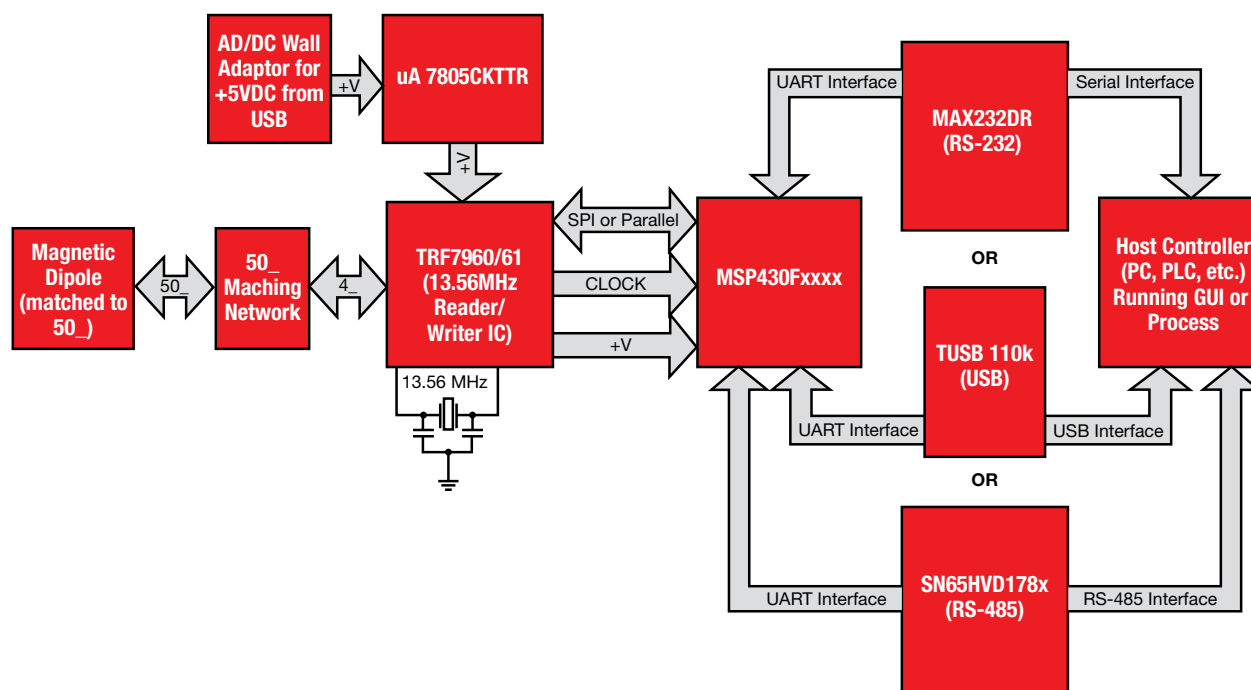 AD/DC Wall
Adaptor for
+5VDC from
USB
+V
uA 7805CKTTR
+V
UART Interface
MAX232DR
(RS-232)
Serial Interface
Magnetic
Dipole
(matched to
50_)
50_
50_
Maching
Network
4_
TRF7960/61
(13.56MHz
Reader/
Writer IC)
SPI or Parallel
CLOCK
+V
MSP430Fxxxx
OR
Host Controller
(PC, PLC, etc.)
Running GUI or
Process
13.56 MHz
UART Interface
TUSB 110k
(USB)
USB Interface
OR
UART Interface
SN65HVD178x
(RS-485)
RS-485 Interface